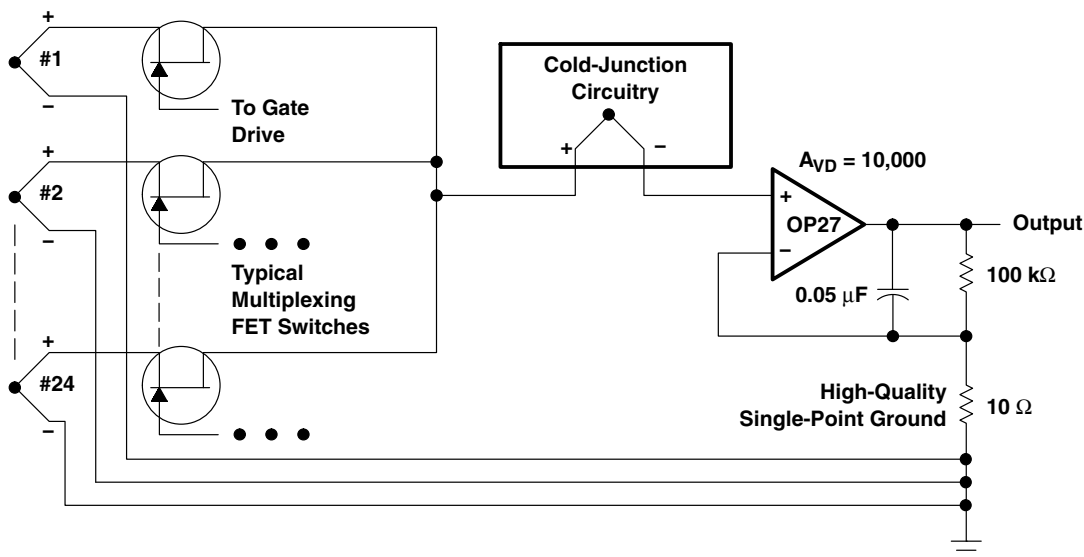 +
#1
−
To Gate
Drive
+
#2
−
Typical
Multiplexing
FET Switches
+
#24
−
Cold-Junction
Circuitry
+ −
AVD = 10,000
+
OP27
−
Output
100 kΩ
0.05 μF
High-Quality
Single-Point Ground
10 Ω